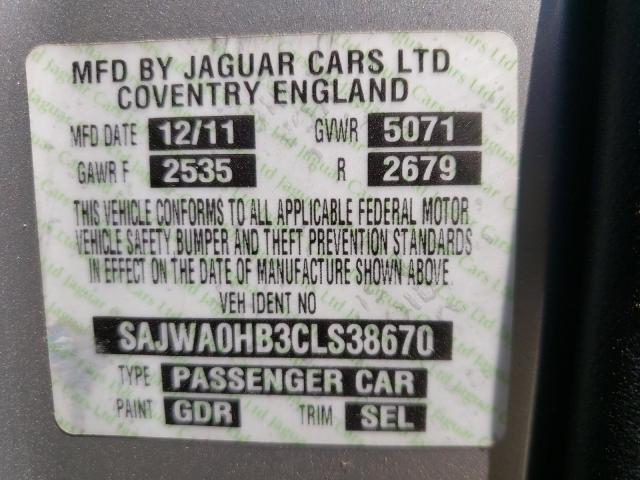 MFD BY JAGUAR CARS LTD
COVENTRY ENGLAND
MFD DATE 12/11 GVWR 5071
GAWR F 2535 R 2679
THIS VEHICLE CONFORMS TO ALL APPLICABLE FEDERAL MOTOR
VEHICLE SAFETY BUMPER AND THEFT PREVENTION STANDARDS
IN EFFECT ON THE DATE OF MANUFACTURE SHOWN ABOVE
VEH IDENT NO
SAJWA0HB3CLS38670
TYPE PASSENGER CAR
PAINT GDR TRIM SEL